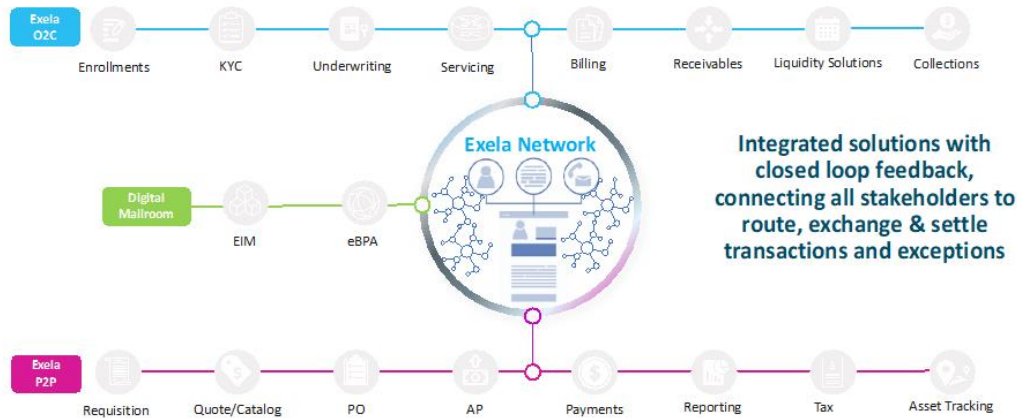 Exela
O2C
Enrollments
KYC
Underwriting
Servicing
Billing
Receivables
Liquidity Solutions
Collections
Exela Network
Integrated solutions with
closed loop feedback,
connecting all stakeholders to
route, exchange & settle
transactions and exceptions
Digital
Mailroom
EIM
eBPA
Exela
P2P
Requisition
Quote/Catalog
PO
AP
Payments
Reporting
Tax
Asset Tracking